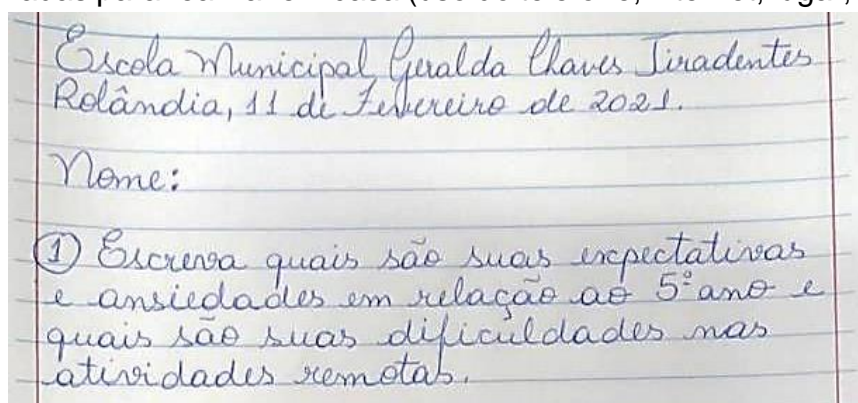 Escola Municipal Geralda Chaves Tiradentes
Rolândia, 11 de Fevereiro de 2021.
Nome:
① Escreva quais são suas expectativas
e ansiedades em relação ao 5º ano e
quais são suas dificuldades nas
atividades remotas.